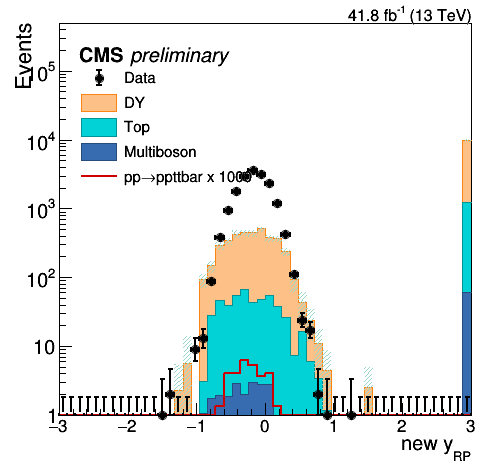 41.8 fb⁻¹ (13 TeV)
Events
CMS preliminary
Data
DY
Top
Multiboson
pp→ppttbar x 1000
10⁵
10⁴
10³
10²
10
1
−3 −2 −1 0 1 2 3
new y_RP